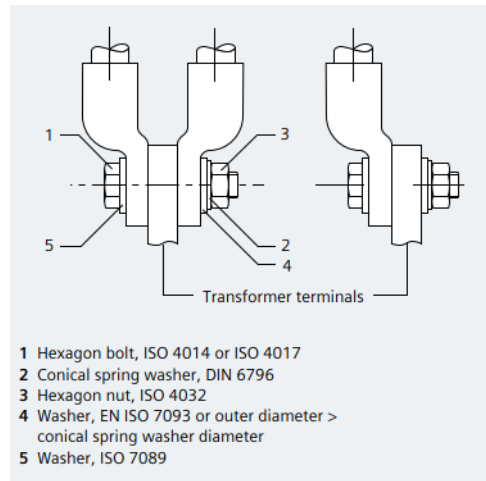 1
3
5
2
4
Transformer terminals
1 Hexagon bolt, ISO 4014 or ISO 4017
2 Conical spring washer, DIN 6796
3 Hexagon nut, ISO 4032
4 Washer, EN ISO 7093 or outer diameter >
conical spring washer diameter
5 Washer, ISO 7089